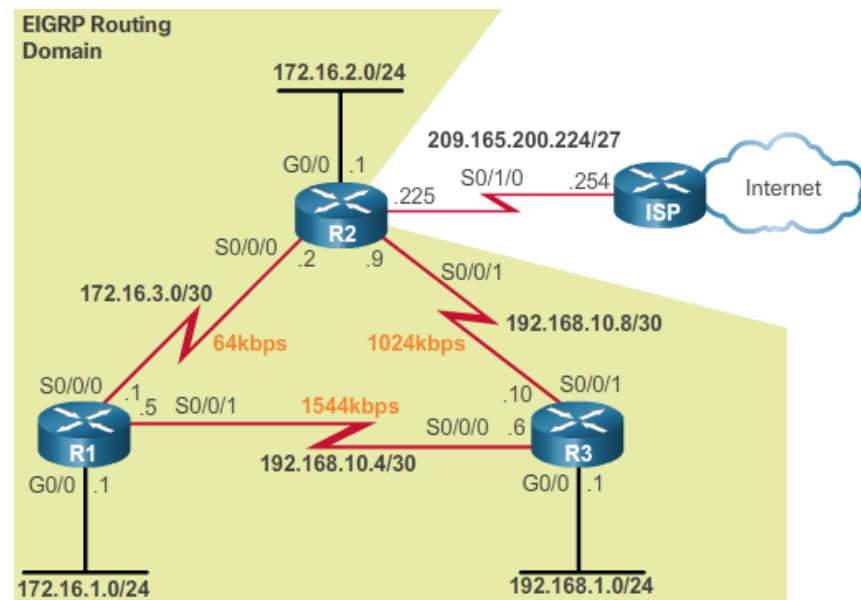 EIGRP Routing
Domain
172.16.2.0/24
G0/0 .1
209.165.200.224/27
.225 S0/1/0 .254
ISP
Internet
R2
S0/0/0 .2 .9 S0/0/1
172.16.3.0/30
192.168.10.8/30
64kbps 1024kbps
S0/0/0 .1
.10 S0/0/1
.5 S0/0/1 1544kbps
S0/0/0 .6
192.168.10.4/30
R1
R3
G0/0 .1
G0/0 .1
172.16.1.0/24
192.168.1.0/24